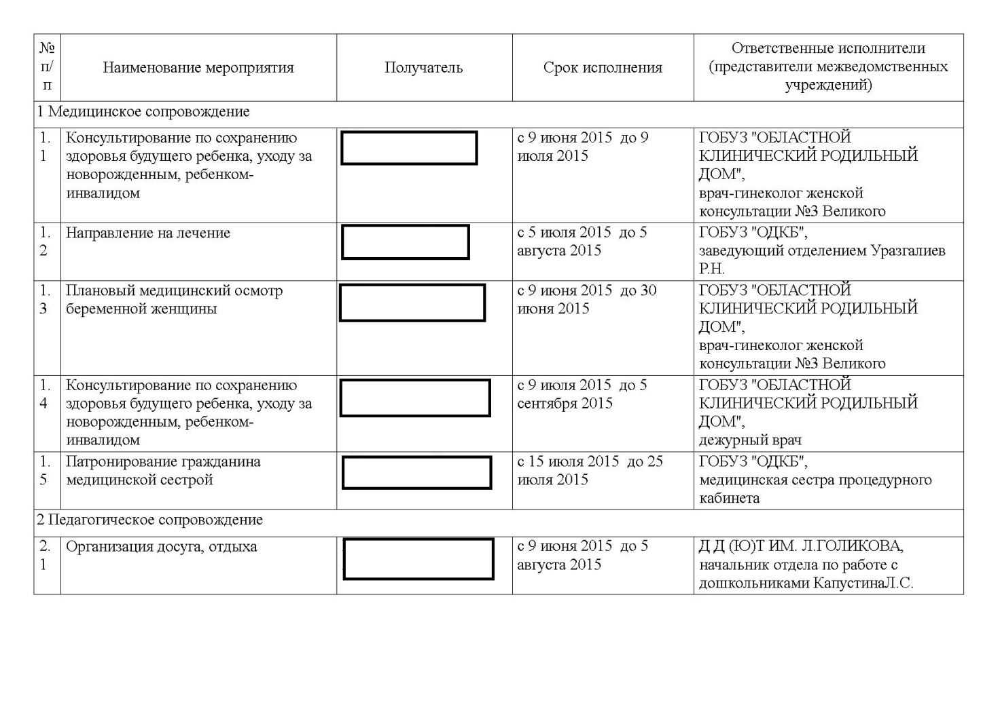 №
п/
п
Наименование мероприятия
Получатель
Срок исполнения
Ответственные исполнители
(представители межведомственных
учреждений)
1 Медицинское сопровождение
1.
1
Консультирование по сохранению
здоровья будущего ребенка, уходу за
новорожденным, ребенком-
инвалидом
с 9 июня 2015 до 9
июля 2015
ГОБУЗ "ОБЛАСТНОЙ
КЛИНИЧЕСКИЙ РОДИЛЬНЫЙ
ДОМ",
врач-гинеколог женской
консультации №3 Великого
1.
2
Направление на лечение
с 5 июля 2015 до 5
августа 2015
ГОБУЗ "ОДКБ",
заведующий отделением Уразгалиев
Р.Н.
1.
3
Плановый медицинский осмотр
беременной женщины
с 9 июня 2015 до 30
июня 2015
ГОБУЗ "ОБЛАСТНОЙ
КЛИНИЧЕСКИЙ РОДИЛЬНЫЙ
ДОМ",
врач-гинеколог женской
консультации №3 Великого
1.
4
Консультирование по сохранению
здоровья будущего ребенка, уходу за
новорожденным, ребенком-
инвалидом
с 9 июля 2015 до 5
сентября 2015
ГОБУЗ "ОБЛАСТНОЙ
КЛИНИЧЕСКИЙ РОДИЛЬНЫЙ
ДОМ",
дежурный врач
1.
5
Патронирование гражданина
медицинской сестрой
с 15 июля 2015 до 25
июля 2015
ГОБУЗ "ОДКБ",
медицинская сестра процедурного
кабинета
2 Педагогическое сопровождение
2.
1
Организация досуга, отдыха
с 9 июня 2015 до 5
августа 2015
Д Д (Ю)Т ИМ. Л.ГОЛИКОВА,
начальник отдела по работе с
дошкольниками КапустинаЛ.С.